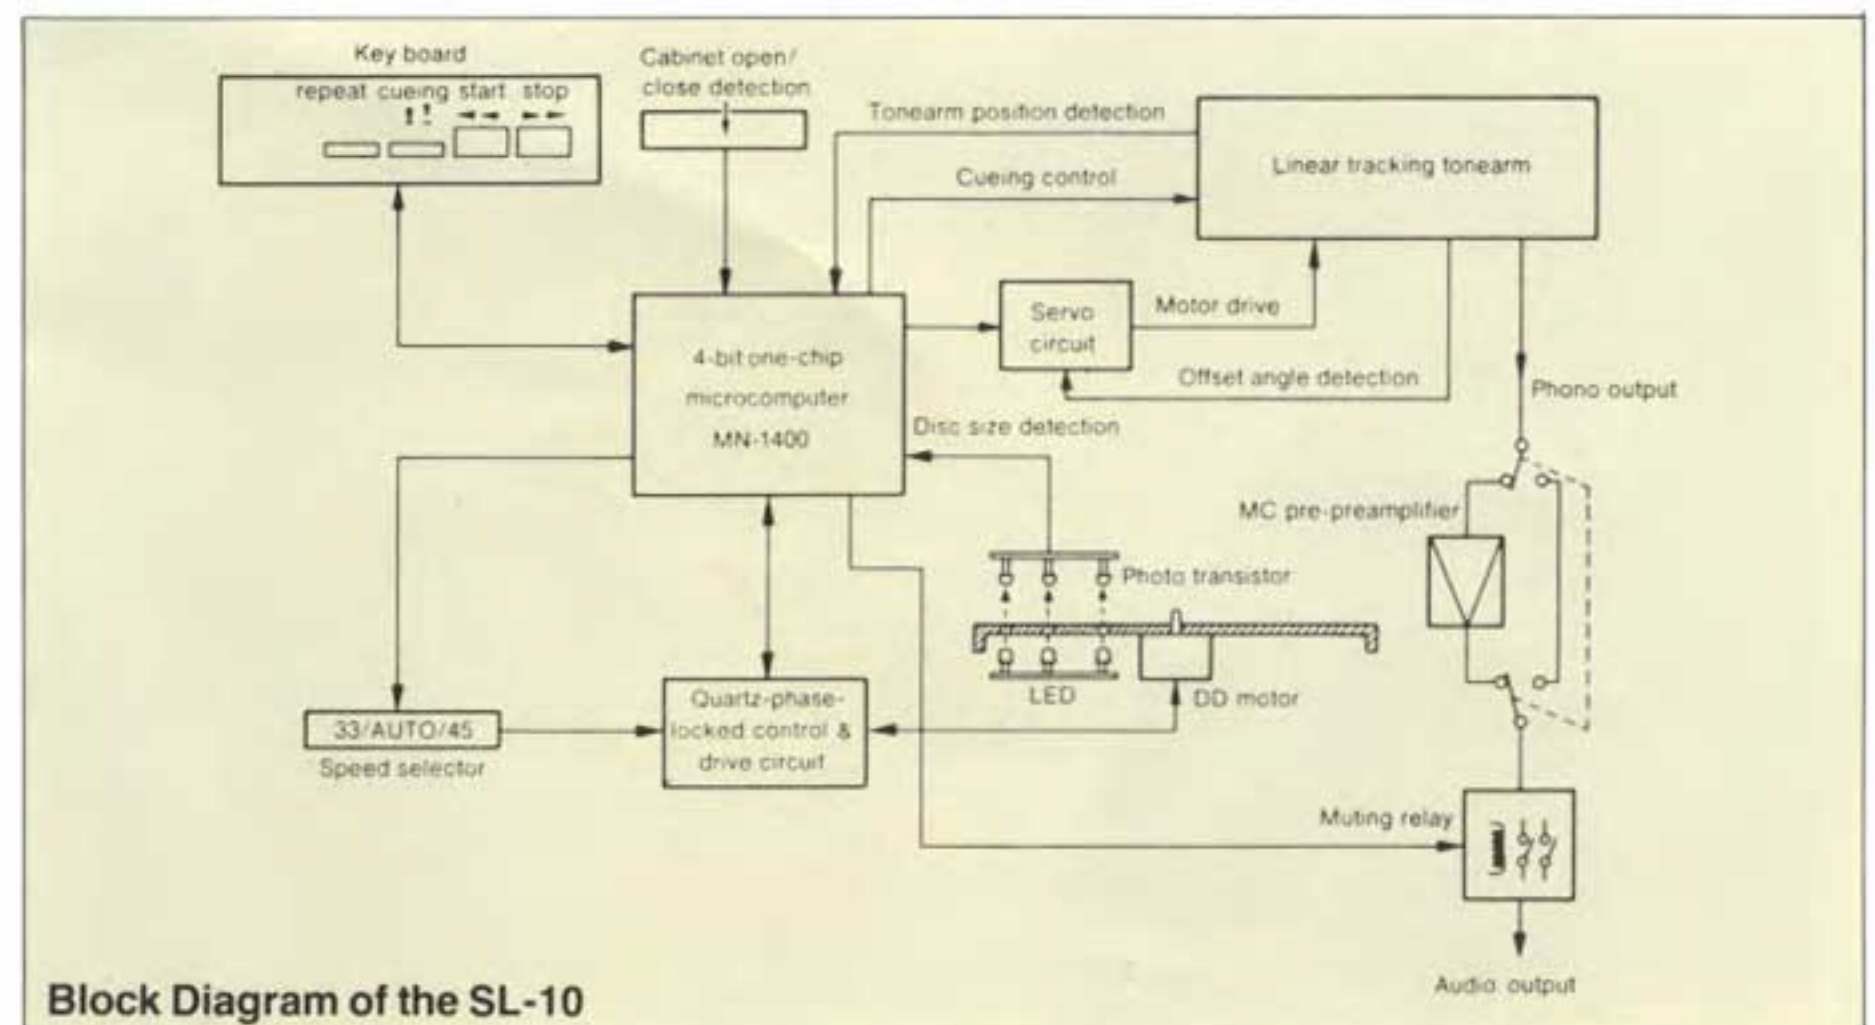 Key board
repeat cueing start stop
Cabinet open/
close detection
Tonearm position detection
Linear tracking tonearm
Cueing control
Servo
circuit
Motor drive
Offset angle detection
Phono output
4-bit one-chip
microcomputer
MN-1400
Disc size detection
MC pre-preamplifier
Photo transistor
LED
DD motor
33/AUTO/45
Speed selector
Quartz-phase-
locked control &
drive circuit
Muting relay
Audio output
Block Diagram of the SL-10